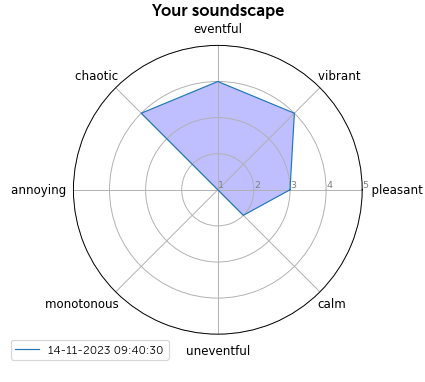 Your soundscape
eventful
chaotic
vibrant
annoying
1
2
3
4
5
pleasant
monotonous
calm
uneventful
14-11-2023 09:40:30